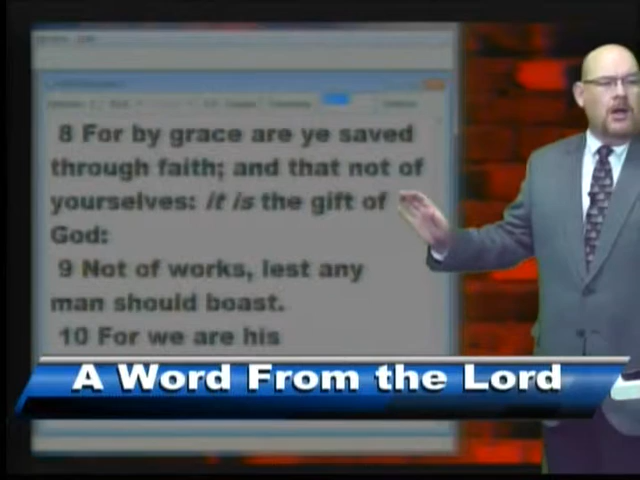 8 For by grace are ye saved
through faith; and that not of
yourselves: it is the gift of
God:
9 Not of works, lest any
man should boast.
10 For we are his
A Word From the Lord